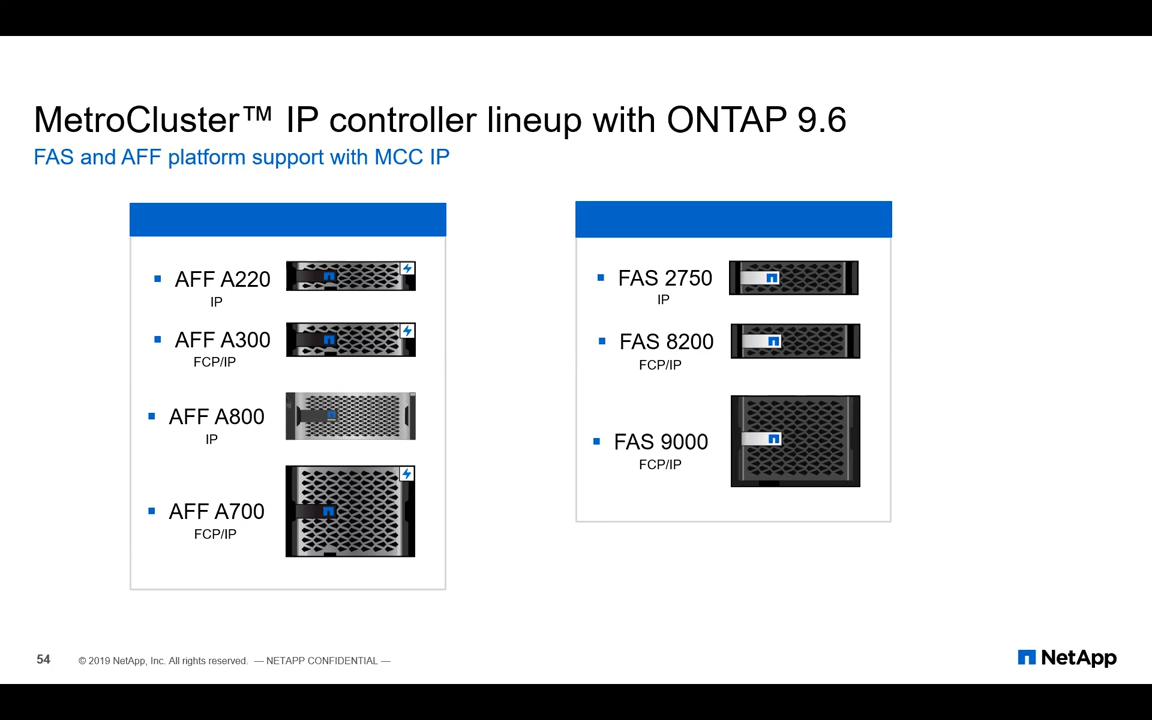 MetroCluster™ IP controller lineup with ONTAP 9.6
FAS and AFF platform support with MCC IP
AFF A220
IP
AFF A300
FCP/IP
AFF A800
IP
AFF A700
FCP/IP
FAS 2750
IP
FAS 8200
FCP/IP
FAS 9000
FCP/IP
54 © 2019 NetApp, Inc. All rights reserved. — NETAPP CONFIDENTIAL —
NetApp